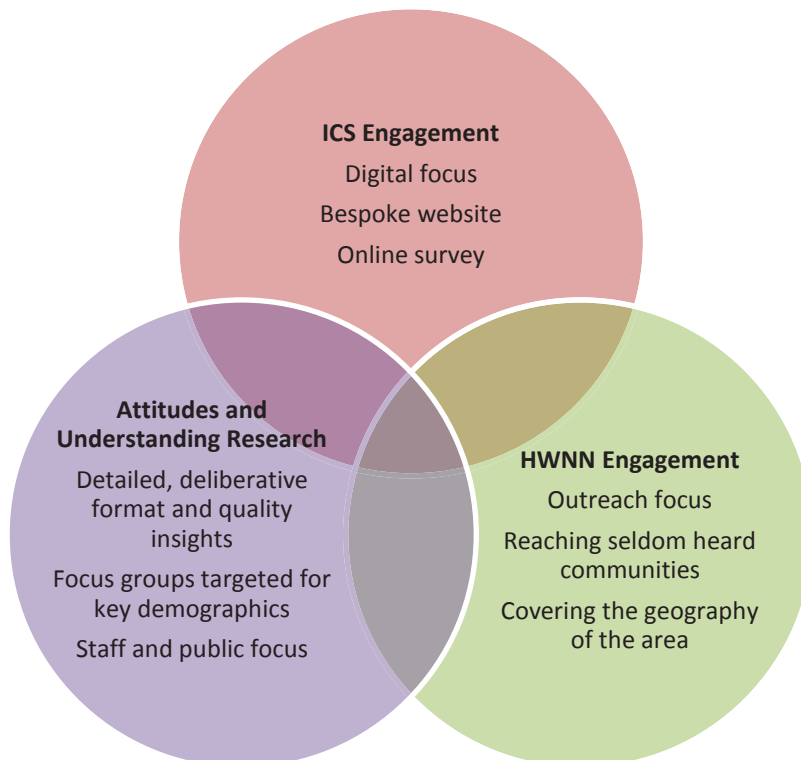 ICS Engagement
Digital focus
Bespoke website
Online survey
Attitudes and
Understanding Research
Detailed, deliberative
format and quality
insights
Focus groups targeted for
key demographics
Staff and public focus
HWNN Engagement
Outreach focus
Reaching seldom heard
communities
Covering the geography
of the area